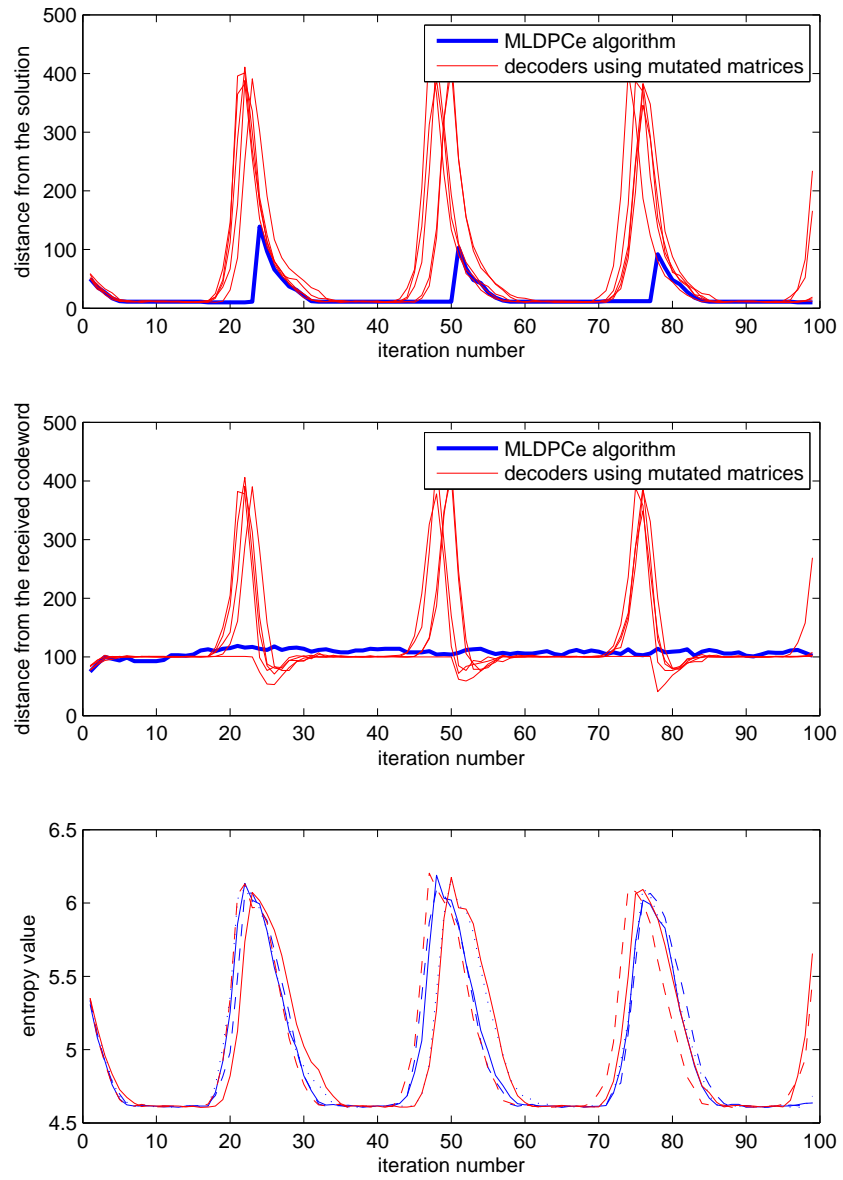 500
400
300
200
100
0
distance from the solution
MLDPCe algorithm
decoders using mutated matrices
0 10 20 30 40 50 60 70 80 90 100
iteration number
500
400
300
200
100
0
distance from the received codeword
MLDPCe algorithm
decoders using mutated matrices
0 10 20 30 40 50 60 70 80 90 100
iteration number
6.5
6
5.5
5
4.5
entropy value
0 10 20 30 40 50 60 70 80 90 100
iteration number